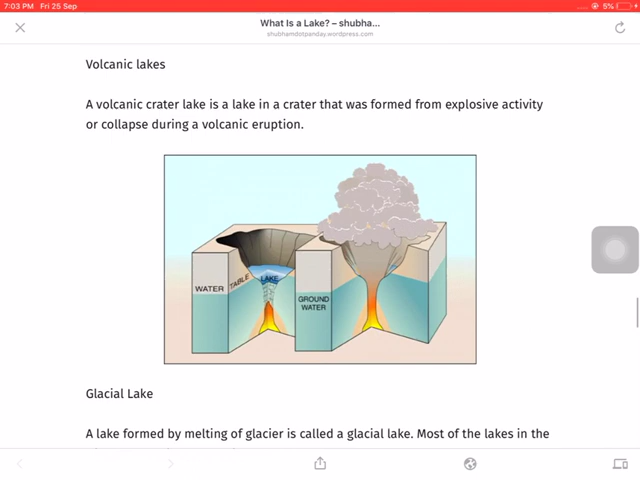 7:03 PM Fri 25 Sep
5%
What Is a Lake? – shubha...
shubhamdotpanday.wordpress.com
Volcanic lakes
A volcanic crater lake is a lake in a crater that was formed from explosive activity
or collapse during a volcanic eruption.
WATER TABLE
LAKE
GROUND
WATER
Glacial Lake
A lake formed by melting of glacier is called a glacial lake. Most of the lakes in the